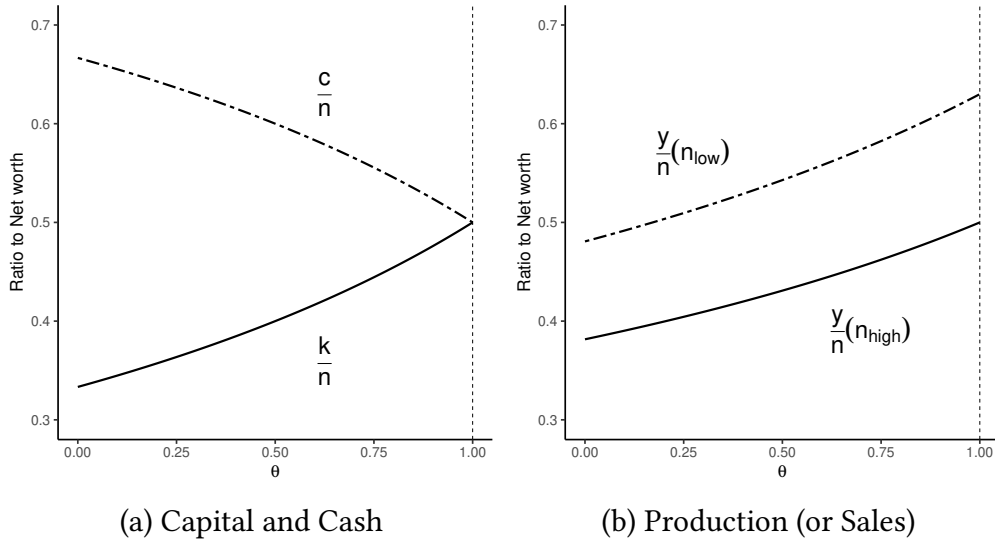 0.7
0.6
0.5
0.4
0.3
Ratio to Net worth
c
n
k
n
0.00 0.25 0.50 0.75 1.00
θ
(a) Capital and Cash
0.7
0.6
0.5
0.4
0.3
Ratio to Net worth
y
n(n_low)
y
n(n_high)
0.00 0.25 0.50 0.75 1.00
θ
(b) Production (or Sales)